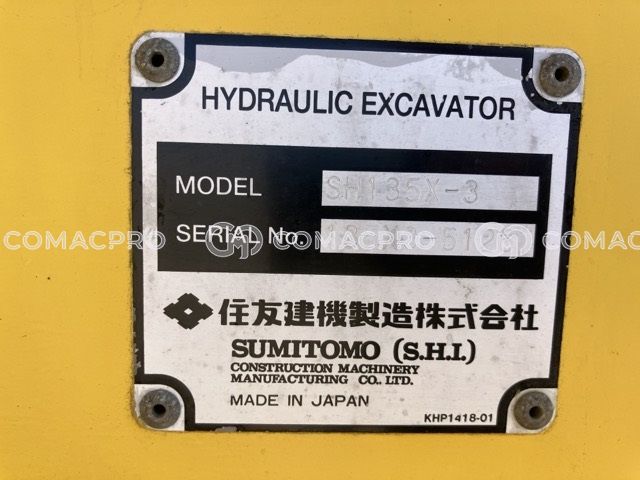 HYDRAULIC EXCAVATOR
MODEL SH135X-3
SERIAL No.
COMACPRO COMACPRO COMACPRO
住友建機製造株式会社
SUMITOMO (S.H.I.)
CONSTRUCTION MACHINERY
MANUFACTURING CO., LTD.
MADE IN JAPAN
KHP1418-01